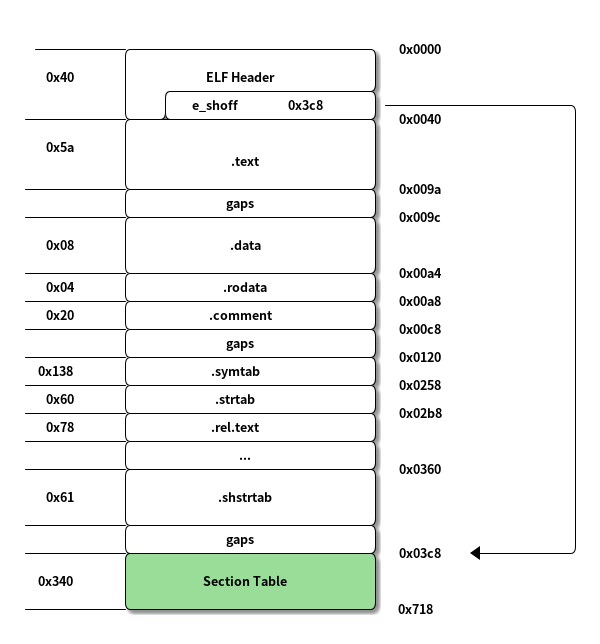 0x0000
0x40 ELF Header
e_shoff 0x3c8
0x0040
0x5a
.text
0x009a
gaps
0x009c
0x08 .data
0x00a4
0x04 .rodata
0x00a8
0x20 .comment
0x00c8
gaps
0x0120
0x138 .symtab
0x0258
0x60 .strtab
0x02b8
0x78 .rel.text
...
0x0360
0x61 .shstrtab
gaps
0x03c8
0x340 Section Table
0x718